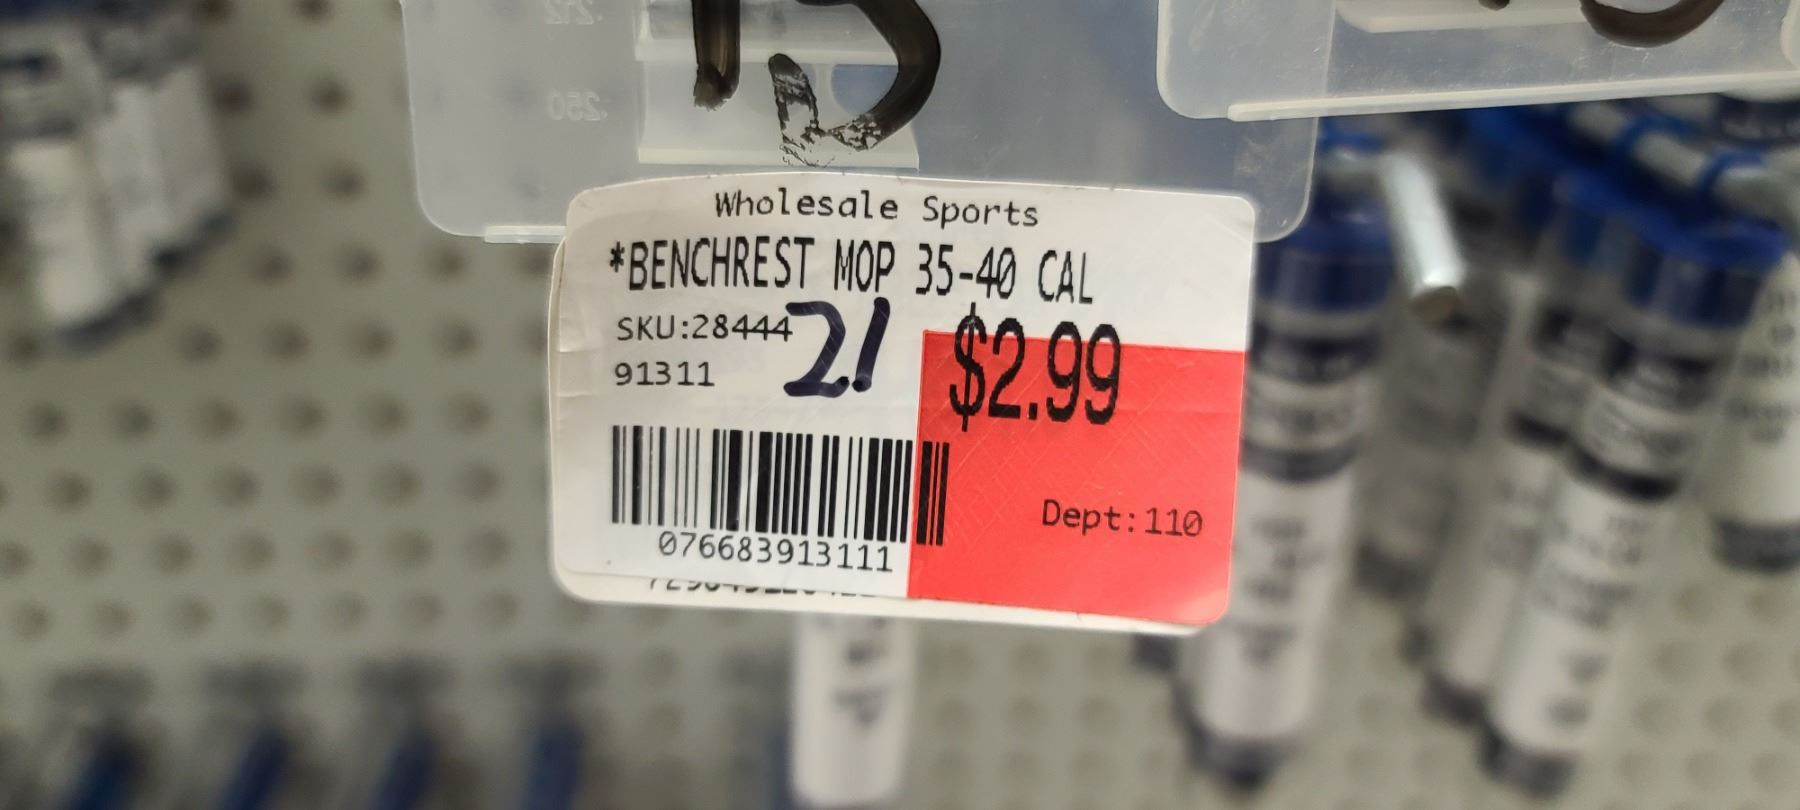 Wholesale Sports
*BENCHREST MOP 35-40 CAL
SKU:28444
21
$2.99
91311
Dept:110
076683913111